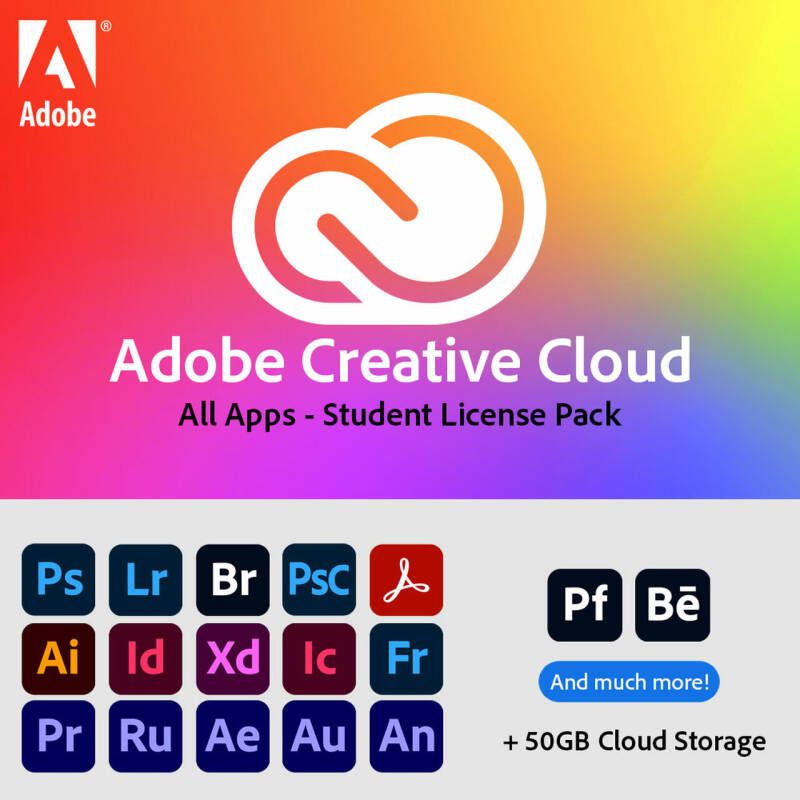 Adobe®
Adobe Creative Cloud
All Apps - Student License Pack
Ps Lr Br PsC
Ai Id Xd Ic Fr
Pr Ru Ae Au An
Pf Bē
And much more!
+ 50GB Cloud Storage